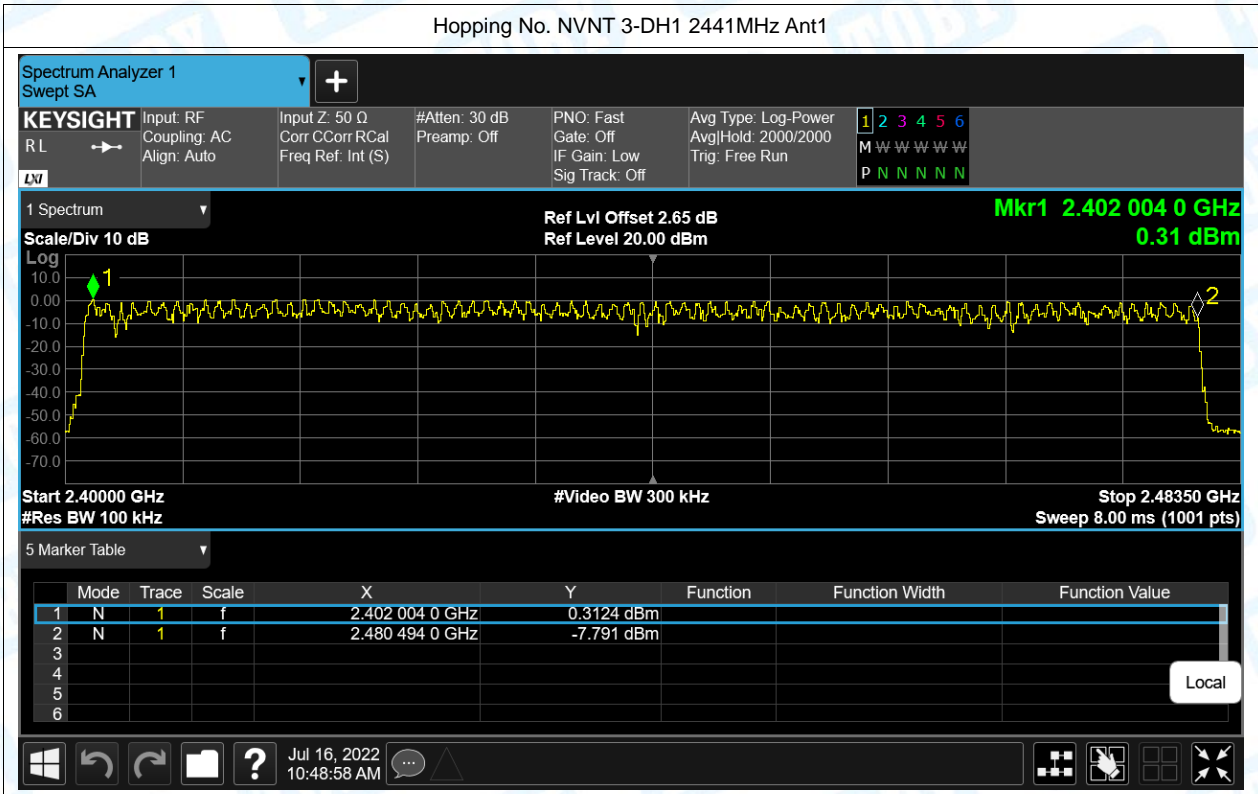 Hopping No. NVNT 3-DH1 2441MHz Ant1
Spectrum Analyzer 1
Swept SA
+
KEYSIGHT
RL
LXI
Input: RF
Coupling: AC
Align: Auto
Input Z: 50 Ω
Corr CCorr RCal
Freq Ref: Int (S)
#Atten: 30 dB
Preamp: Off
PNO: Fast
Gate: Off
IF Gain: Low
Sig Track: Off
Avg Type: Log-Power
Avg|Hold: 2000/2000
Trig: Free Run
1 2 3 4 5 6
M W W W W W
P N N N N N
1 Spectrum
Scale/Div 10 dB
Ref Lvl Offset 2.65 dB
Ref Level 20.00 dBm
Mkr1 2.402 004 0 GHz
0.31 dBm
Log
10.0
0.00
-10.0
-20.0
-30.0
-40.0
-50.0
-60.0
-70.0
1
2
Start 2.40000 GHz
#Res BW 100 kHz
#Video BW 300 kHz
Stop 2.48350 GHz
Sweep 8.00 ms (1001 pts)
5 Marker Table
Mode Trace Scale X Y Function Function Width Function Value
1 N 1 f 2.402 004 0 GHz 0.3124 dBm
2 N 1 f 2.480 494 0 GHz -7.791 dBm
3
4
5
6
Local
?
Jul 16, 2022
10:48:58 AM